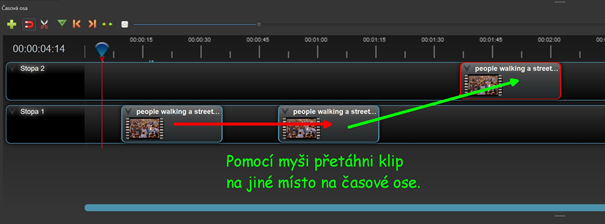 Časová osa
00:00:04:14
00:00:15
00:00:30
00:00:45
00:01:00
00:01:15
00:01:30
00:01:45
00:02:00
Stopa 2
people walking a street...
Stopa 1
people walking a street...
people walking a street...
Pomocí myši přetáhni klip
na jiné místo na časové ose.